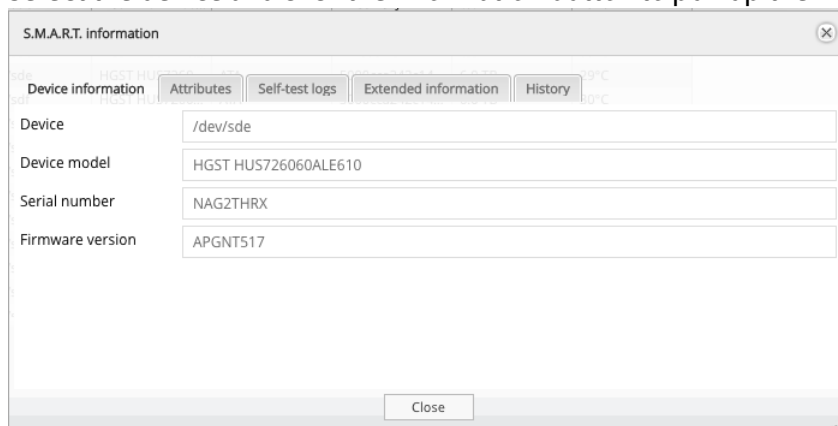 S.M.A.R.T. information
Device information Attributes Self-test logs Extended information History
Device /dev/sde
Device model HGST HUS726060ALE610
Serial number NAG2THRX
Firmware version APGNT517
Close